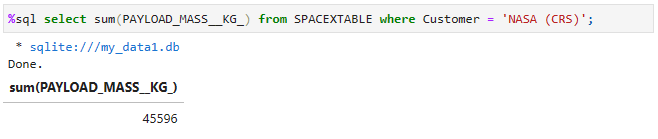 %sql select sum(PAYLOAD_MASS__KG_) from SPACEXTABLE where Customer = 'NASA (CRS)';
* sqlite:///my_data1.db
Done.
sum(PAYLOAD_MASS__KG_)
45596